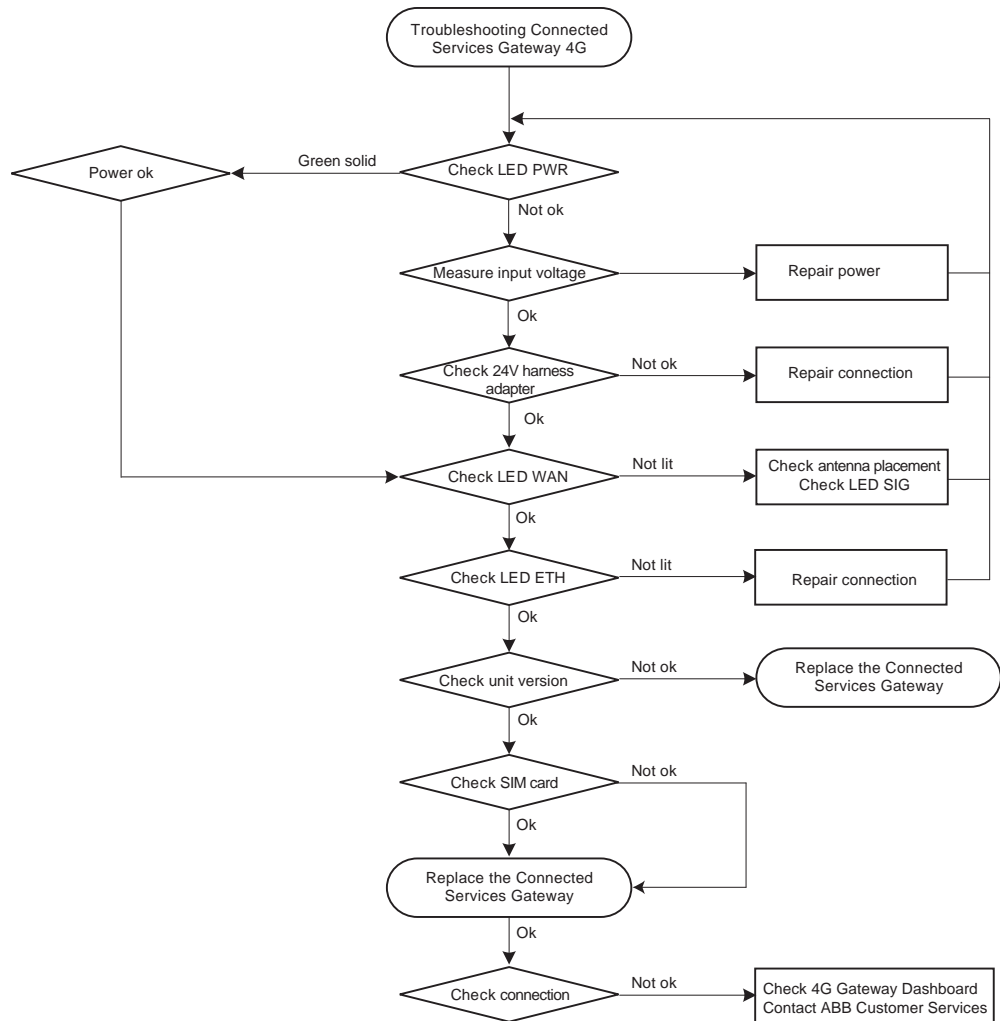 Troubleshooting Connected
Services Gateway 4G
Green solid
Power ok
Check LED PWR
Not ok
Measure input voltage
Repair power
Ok
Check 24V harness
adapter
Not ok
Repair connection
Ok
Check LED WAN
Not lit
Check antenna placement
Check LED SIG
Ok
Check LED ETH
Not lit
Repair connection
Ok
Check unit version
Not ok
Replace the Connected
Services Gateway
Ok
Check SIM card
Not ok
Ok
Replace the Connected
Services Gateway
Ok
Check connection
Not ok
Check 4G Gateway Dashboard
Contact ABB Customer Services